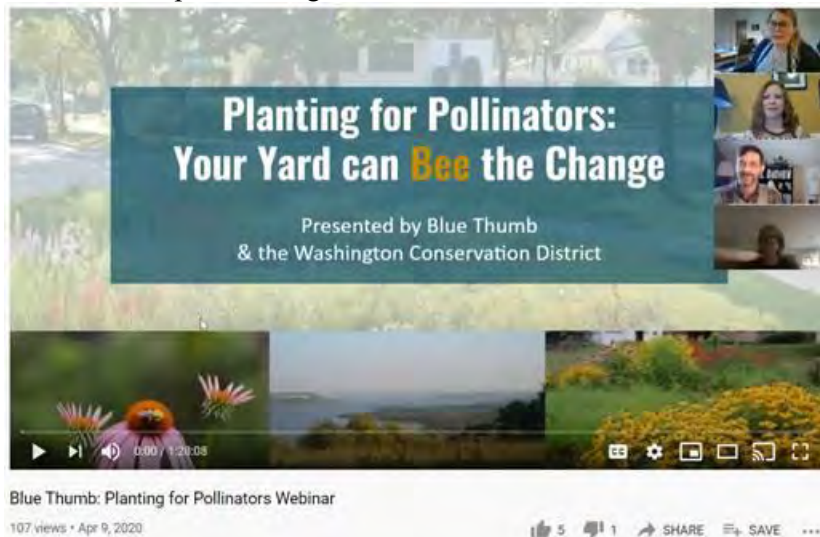 Planting for Pollinators:
Your Yard can Bee the Change
Presented by Blue Thumb
& the Washington Conservation District
0:00 / 1:28:08
Blue Thumb: Planting for Pollinators Webinar
107 views • Apr 9, 2020
5 1 SHARE SAVE